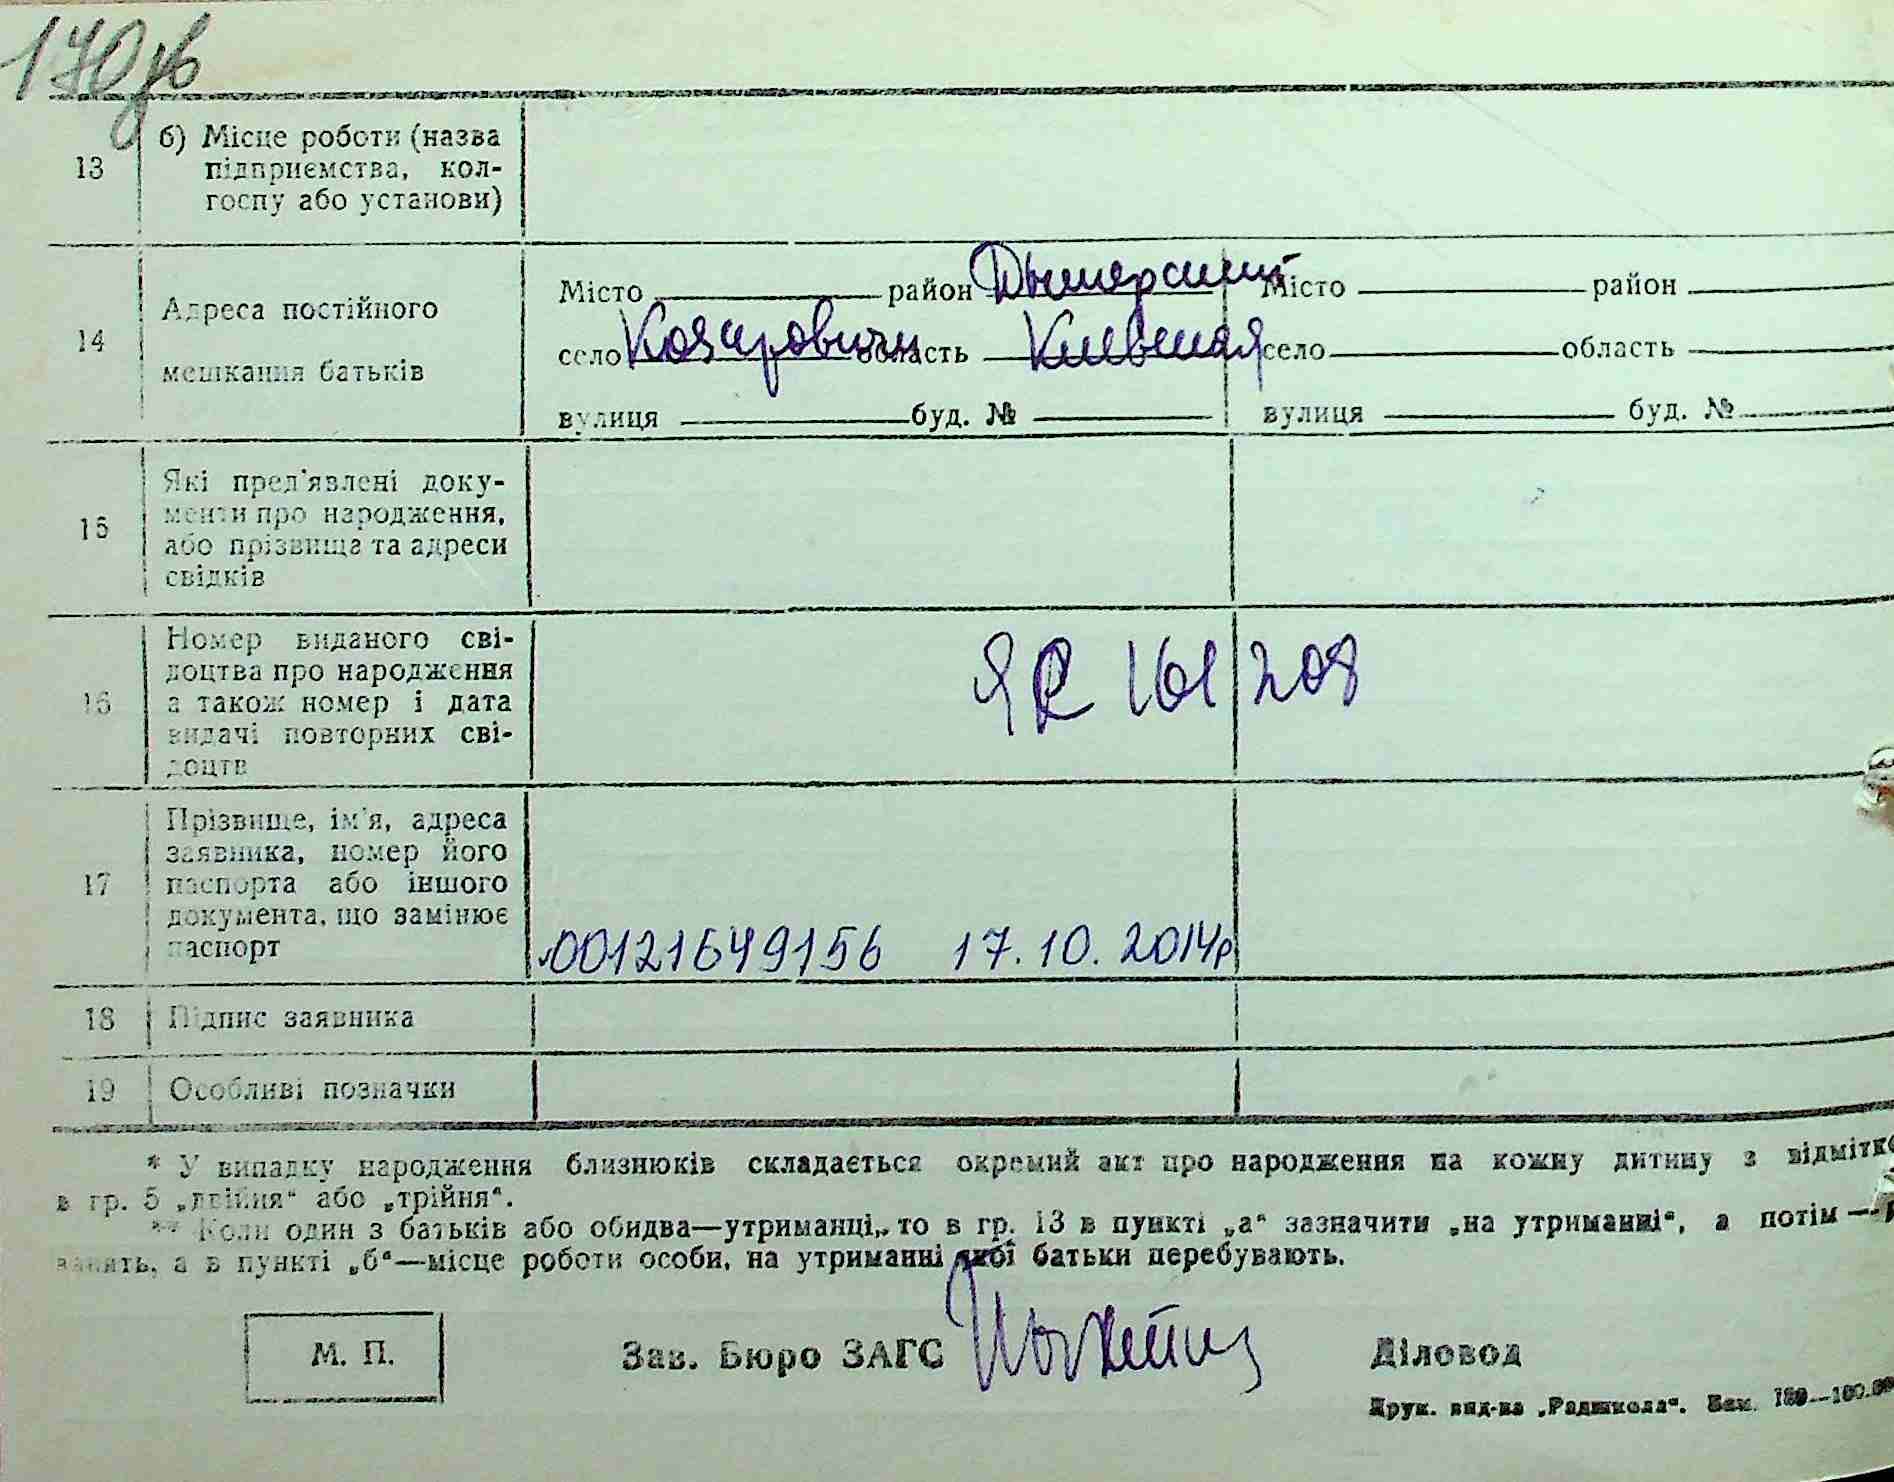 170зв
13 б) Місце роботи (назва
підприємства, кол-
госпу або установи)
14 Адреса постійного
мешкання батьків
Місто район Дымерский Місто район
село Козаровичи область Киевская село область
вулиця буд. № вулиця буд. №
15 Які пред'явлені доку-
менти про народження,
або прізвища та адреси
свідків
16 Номер виданого сві-
доцтва про народження
а також номер і дата
видачі повторних сві-
доцтв
ЯR 161208
17 Прізвище, ім'я, адреса
заявника, номер його
паспорта або іншого
документа, що замінює
паспорт
00121649156 17.10.2014р
18 Підпис заявника
19 Особливі позначки
* У випадку народження близнюків складається окремий акт про народження на кожну дитину з відмітко
в гр. 5 „двійня“ або „трійня“.
** Коли один з батьків або обидва—утриманці, то в гр. 13 в пункті „а“ зазначити „на утриманні“, а потім —
занять, а в пункті „б“—місце роботи особи, на утриманні якої батьки перебувають.
М. П. Зав. Бюро ЗАГС Діловод
Друк. вид-ва „Радшкола“. Зам.